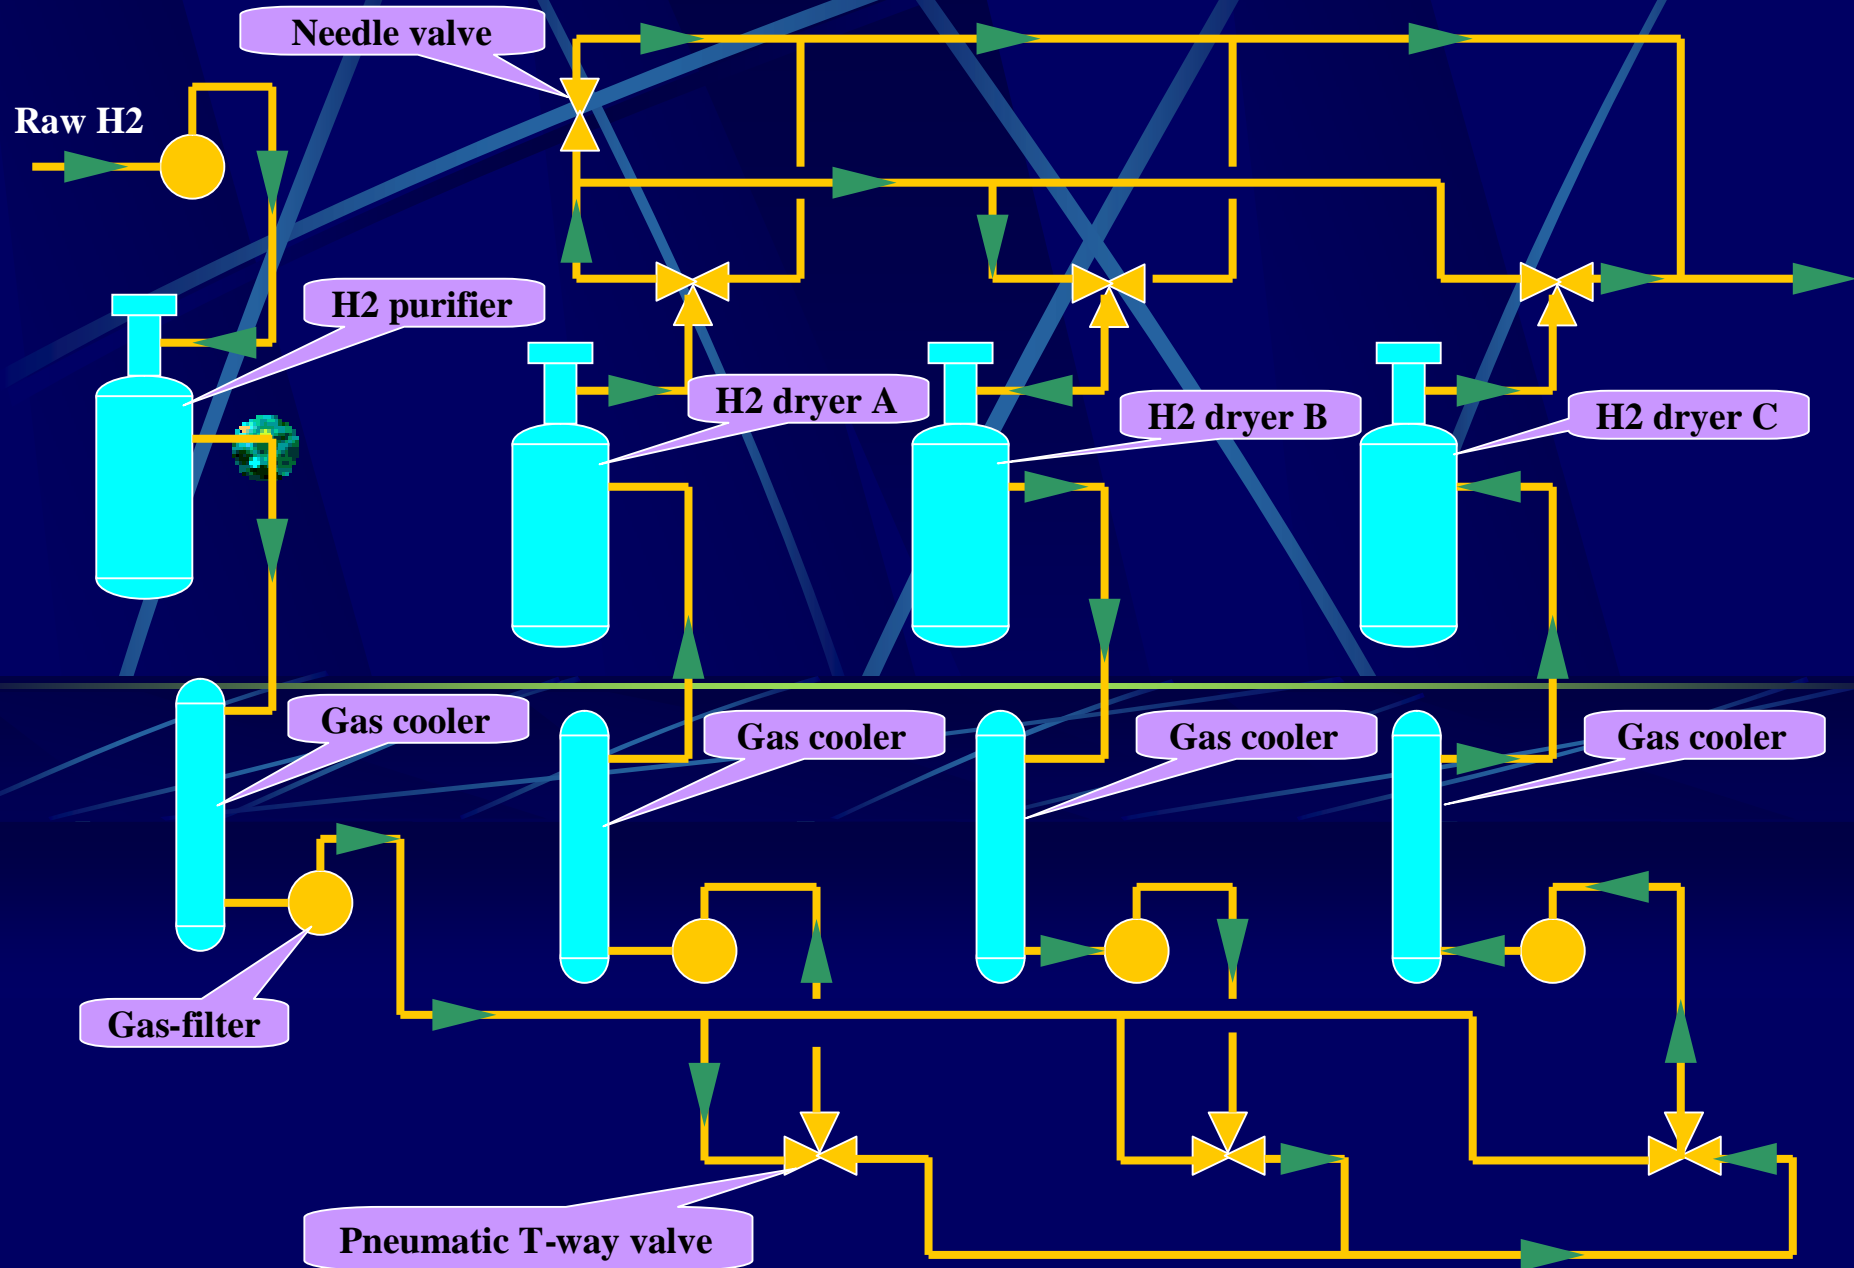 Needle valve
Raw H2
H2 purifier
H2 dryer A
H2 dryer B
H2 dryer C
Gas cooler
Gas cooler
Gas cooler
Gas cooler
Gas-filter
Pneumatic T-way valve